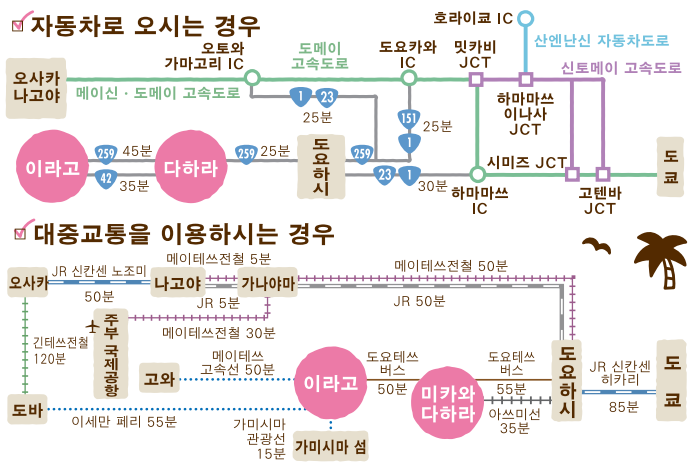 자동차로 오시는 경우
호라이쿄 IC
산엔난신 자동차도로
오토와
가마고리 IC
도메이
고속도로
도요카와
IC
밋카비
JCT
신토메이 고속도로
오사카
나고야
메이신 · 도메이 고속도로
하마마쓰
이나사
JCT
1
23
25분
151
1
25분
259
45분
259
25분
도요하시
259
이라고
다하라
42
35분
23
1
30분
시미즈 JCT
하마마쓰
IC
고텐바
JCT
도쿄
대중교통을 이용하시는 경우
오사카
JR 신칸센 노조미
50분
나고야
메이테쓰전철 5분
JR 5분
가나야마
메이테쓰전철 50분
JR 50분
메이테쓰전철 30분
주부 국제공항
긴테쓰전철
120분
고와
메이테쓰
고속선 50분
이라고
도요테쓰
버스
50분
미카와
다하라
도요테쓰
버스
55분
아쓰미선
35분
도요하시
JR 신칸센
히카리
85분
도쿄
도바
이세만 페리 55분
가미시마
관광선
15분
가미시마 섬